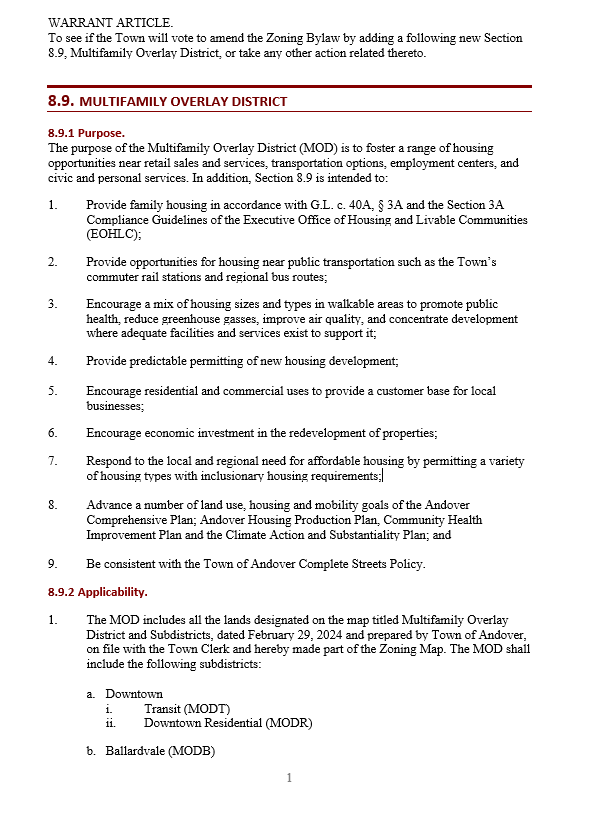 WARRANT ARTICLE.
To see if the Town will vote to amend the Zoning Bylaw by adding a following new Section
8.9, Multifamily Overlay District, or take any other action related thereto.
8.9. MULTIFAMILY OVERLAY DISTRICT
8.9.1 Purpose.
The purpose of the Multifamily Overlay District (MOD) is to foster a range of housing
opportunities near retail sales and services, transportation options, employment centers, and
civic and personal services. In addition, Section 8.9 is intended to:
1. Provide family housing in accordance with G.L. c. 40A, § 3A and the Section 3A
Compliance Guidelines of the Executive Office of Housing and Livable Communities
(EOHLC);
2. Provide opportunities for housing near public transportation such as the Town’s
commuter rail stations and regional bus routes;
3. Encourage a mix of housing sizes and types in walkable areas to promote public
health, reduce greenhouse gasses, improve air quality, and concentrate development
where adequate facilities and services exist to support it;
4. Provide predictable permitting of new housing development;
5. Encourage residential and commercial uses to provide a customer base for local
businesses;
6. Encourage economic investment in the redevelopment of properties;
7. Respond to the local and regional need for affordable housing by permitting a variety
of housing types with inclusionary housing requirements;
8. Advance a number of land use, housing and mobility goals of the Andover
Comprehensive Plan; Andover Housing Production Plan, Community Health
Improvement Plan and the Climate Action and Substantiality Plan; and
9. Be consistent with the Town of Andover Complete Streets Policy.
8.9.2 Applicability.
1. The MOD includes all the lands designated on the map titled Multifamily Overlay
District and Subdistricts, dated February 29, 2024 and prepared by Town of Andover,
on file with the Town Clerk and hereby made part of the Zoning Map. The MOD shall
include the following subdistricts:
a. Downtown
i. Transit (MODT)
ii. Downtown Residential (MODR)
b. Ballardvale (MODB)
1